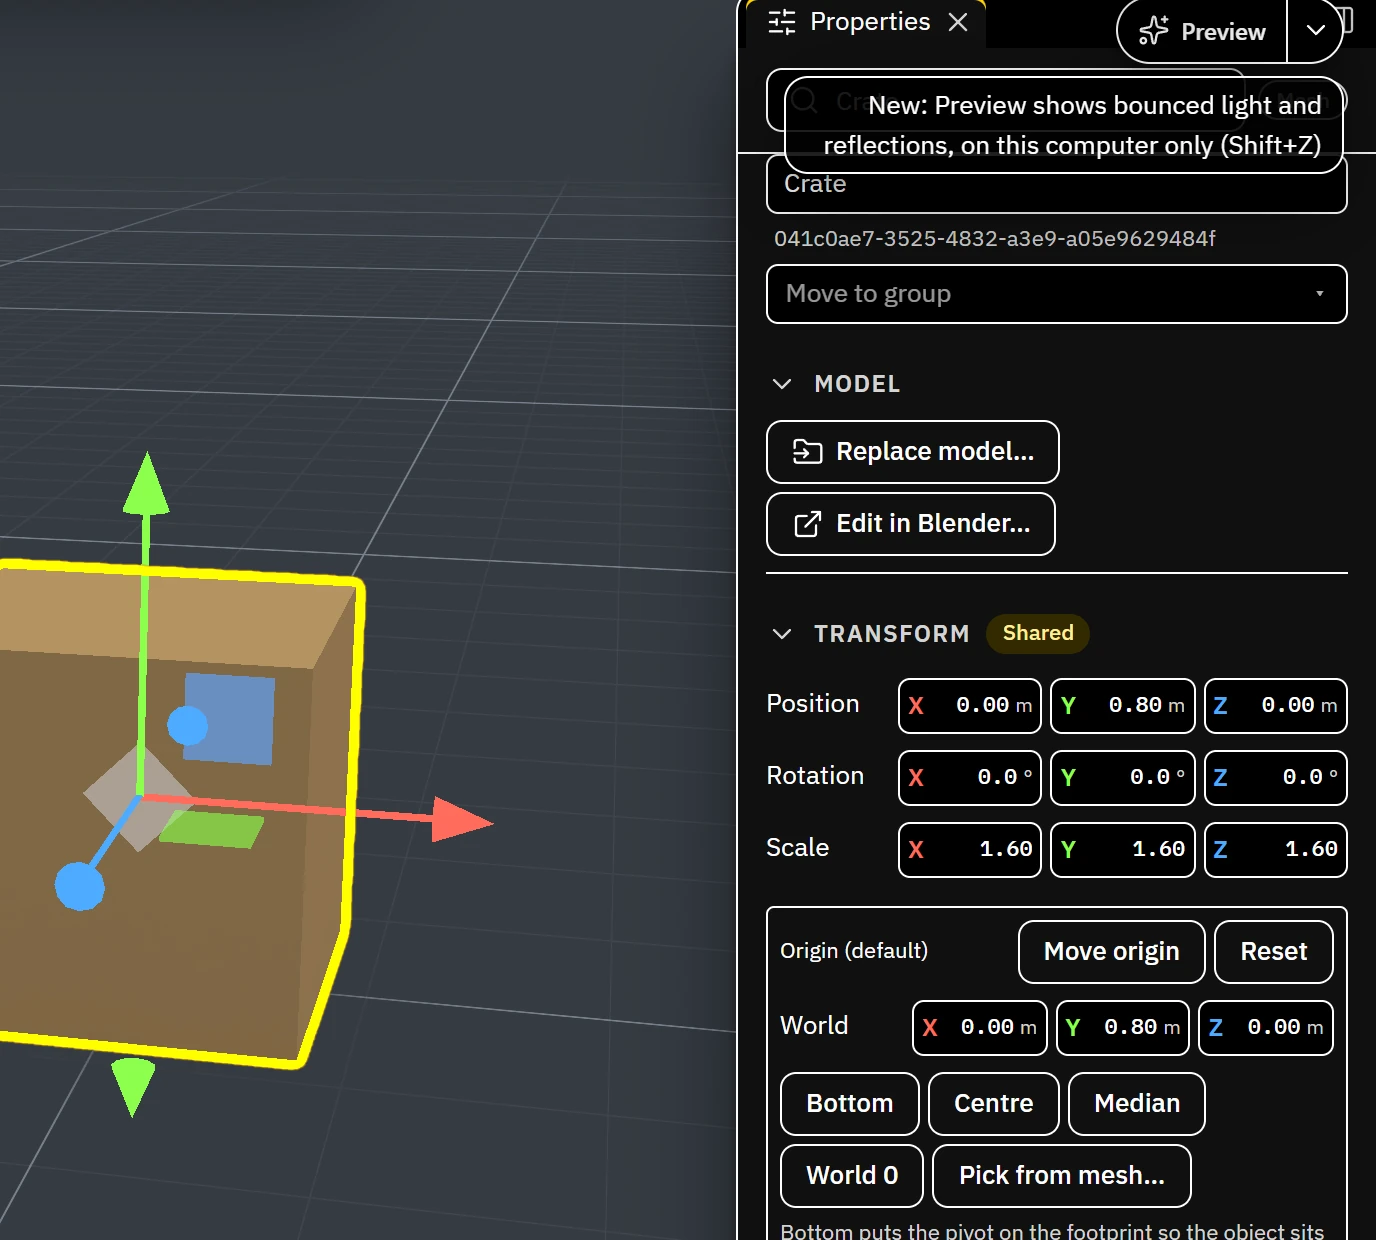 Properties
Preview
New: Preview shows bounced light and
reflections, on this computer only (Shift+Z)
Crate
041c0ae7-3525-4832-a3e9-a05e9629484f
Move to group
MODEL
Replace model...
Edit in Blender...
TRANSFORM Shared
Position X 0.00 m Y 0.80 m Z 0.00 m
Rotation X 0.0 ° Y 0.0 ° Z 0.0 °
Scale X 1.60 Y 1.60 Z 1.60
Origin (default) Move origin Reset
World X 0.00 m Y 0.80 m Z 0.00 m
Bottom Centre Median
World 0 Pick from mesh...
Bottom puts the pivot on the footprint so the object sits